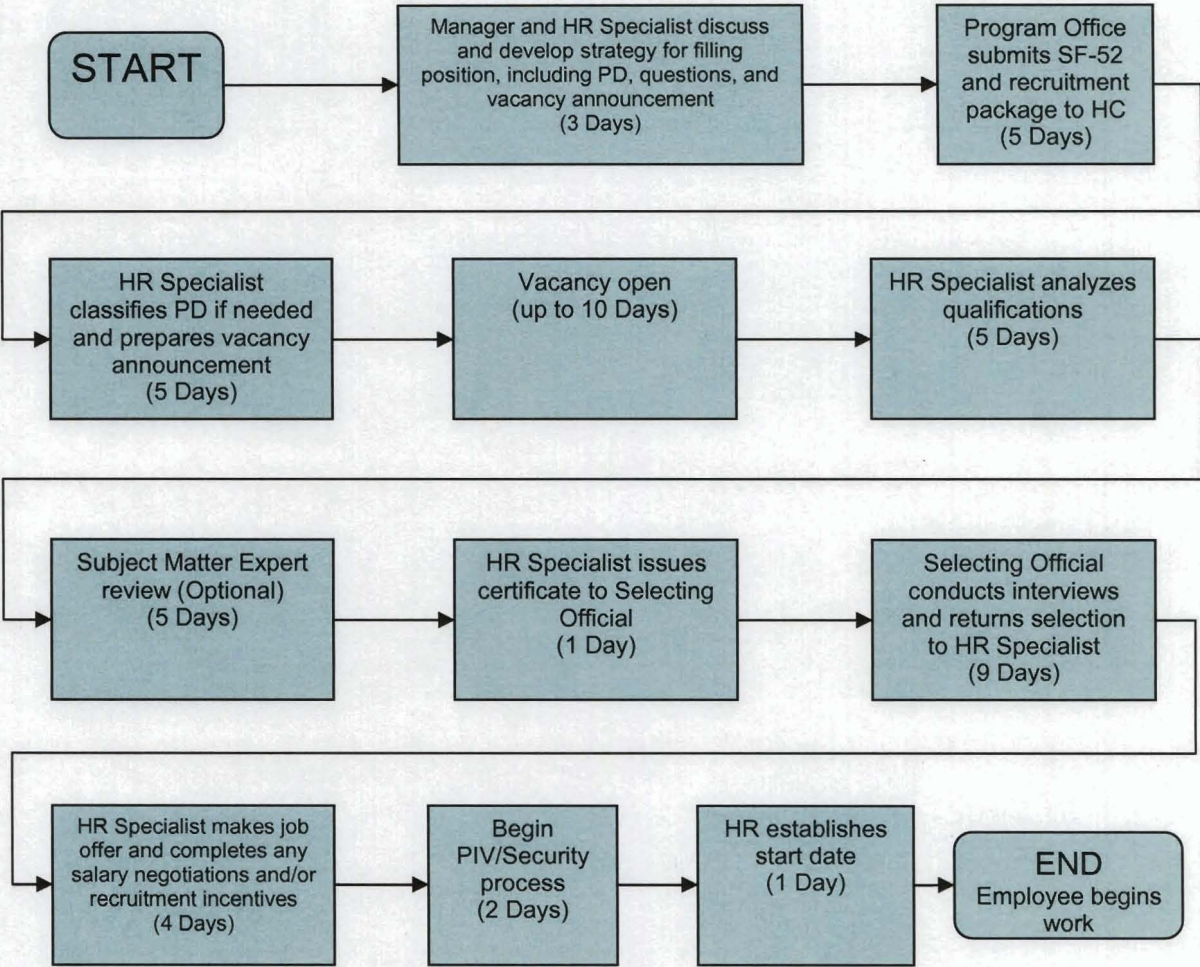 START
Manager and HR Specialist discuss
and develop strategy for filling
position, including PD, questions, and
vacancy announcement
(3 Days)
Program Office
submits SF-52
and recruitment
package to HC
(5 Days)
HR Specialist
classifies PD if needed
and prepares vacancy
announcement
(5 Days)
Vacancy open
(up to 10 Days)
HR Specialist analyzes
qualifications
(5 Days)
Subject Matter Expert
review (Optional)
(5 Days)
HR Specialist issues
certificate to Selecting
Official
(1 Day)
Selecting Official
conducts interviews
and returns selection
to HR Specialist
(9 Days)
HR Specialist makes job
offer and completes any
salary negotiations and/or
recruitment incentives
(4 Days)
Begin
PIV/Security
process
(2 Days)
HR establishes
start date
(1 Day)
END
Employee begins
work